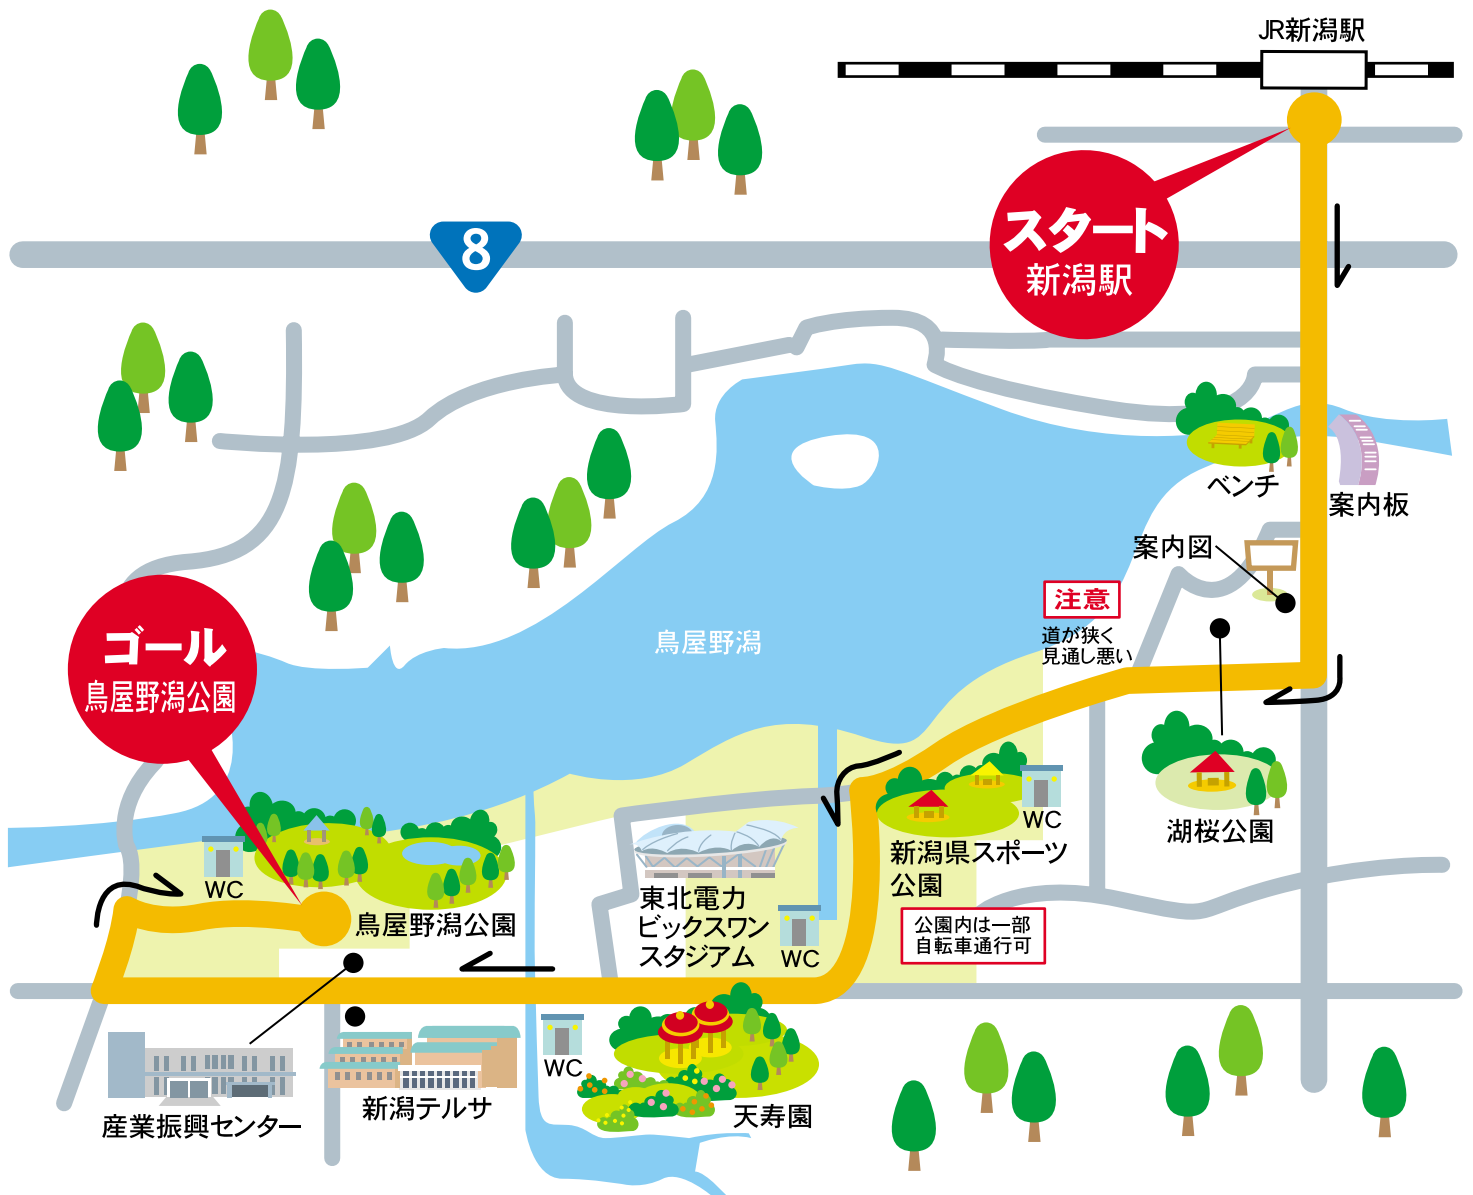 JR新潟駅
8
スタート
新潟駅
ベンチ
案内板
案内図
注意
道が狭く
見通し悪い
鳥屋野潟
ゴール
鳥屋野潟公園
湖桜公園
WC
新潟県スポーツ
公園
公園内は一部
自転車通行可
東北電力
ビックスワン
スタジアム
WC
WC
鳥屋野潟公園
WC
天寿園
新潟テルサ
産業振興センター